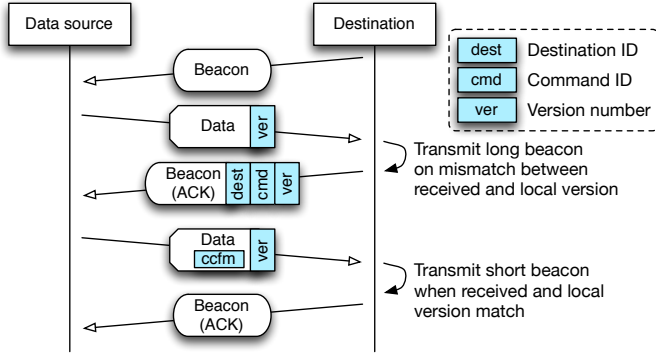 Data source
Destination
dest Destination ID
cmd Command ID
ver Version number
Beacon
Data ver
Transmit long beacon
on mismatch between
received and local version
Beacon
(ACK) dest cmd ver
Data
ccfm ver
Transmit short beacon
when received and local
version match
Beacon
(ACK)